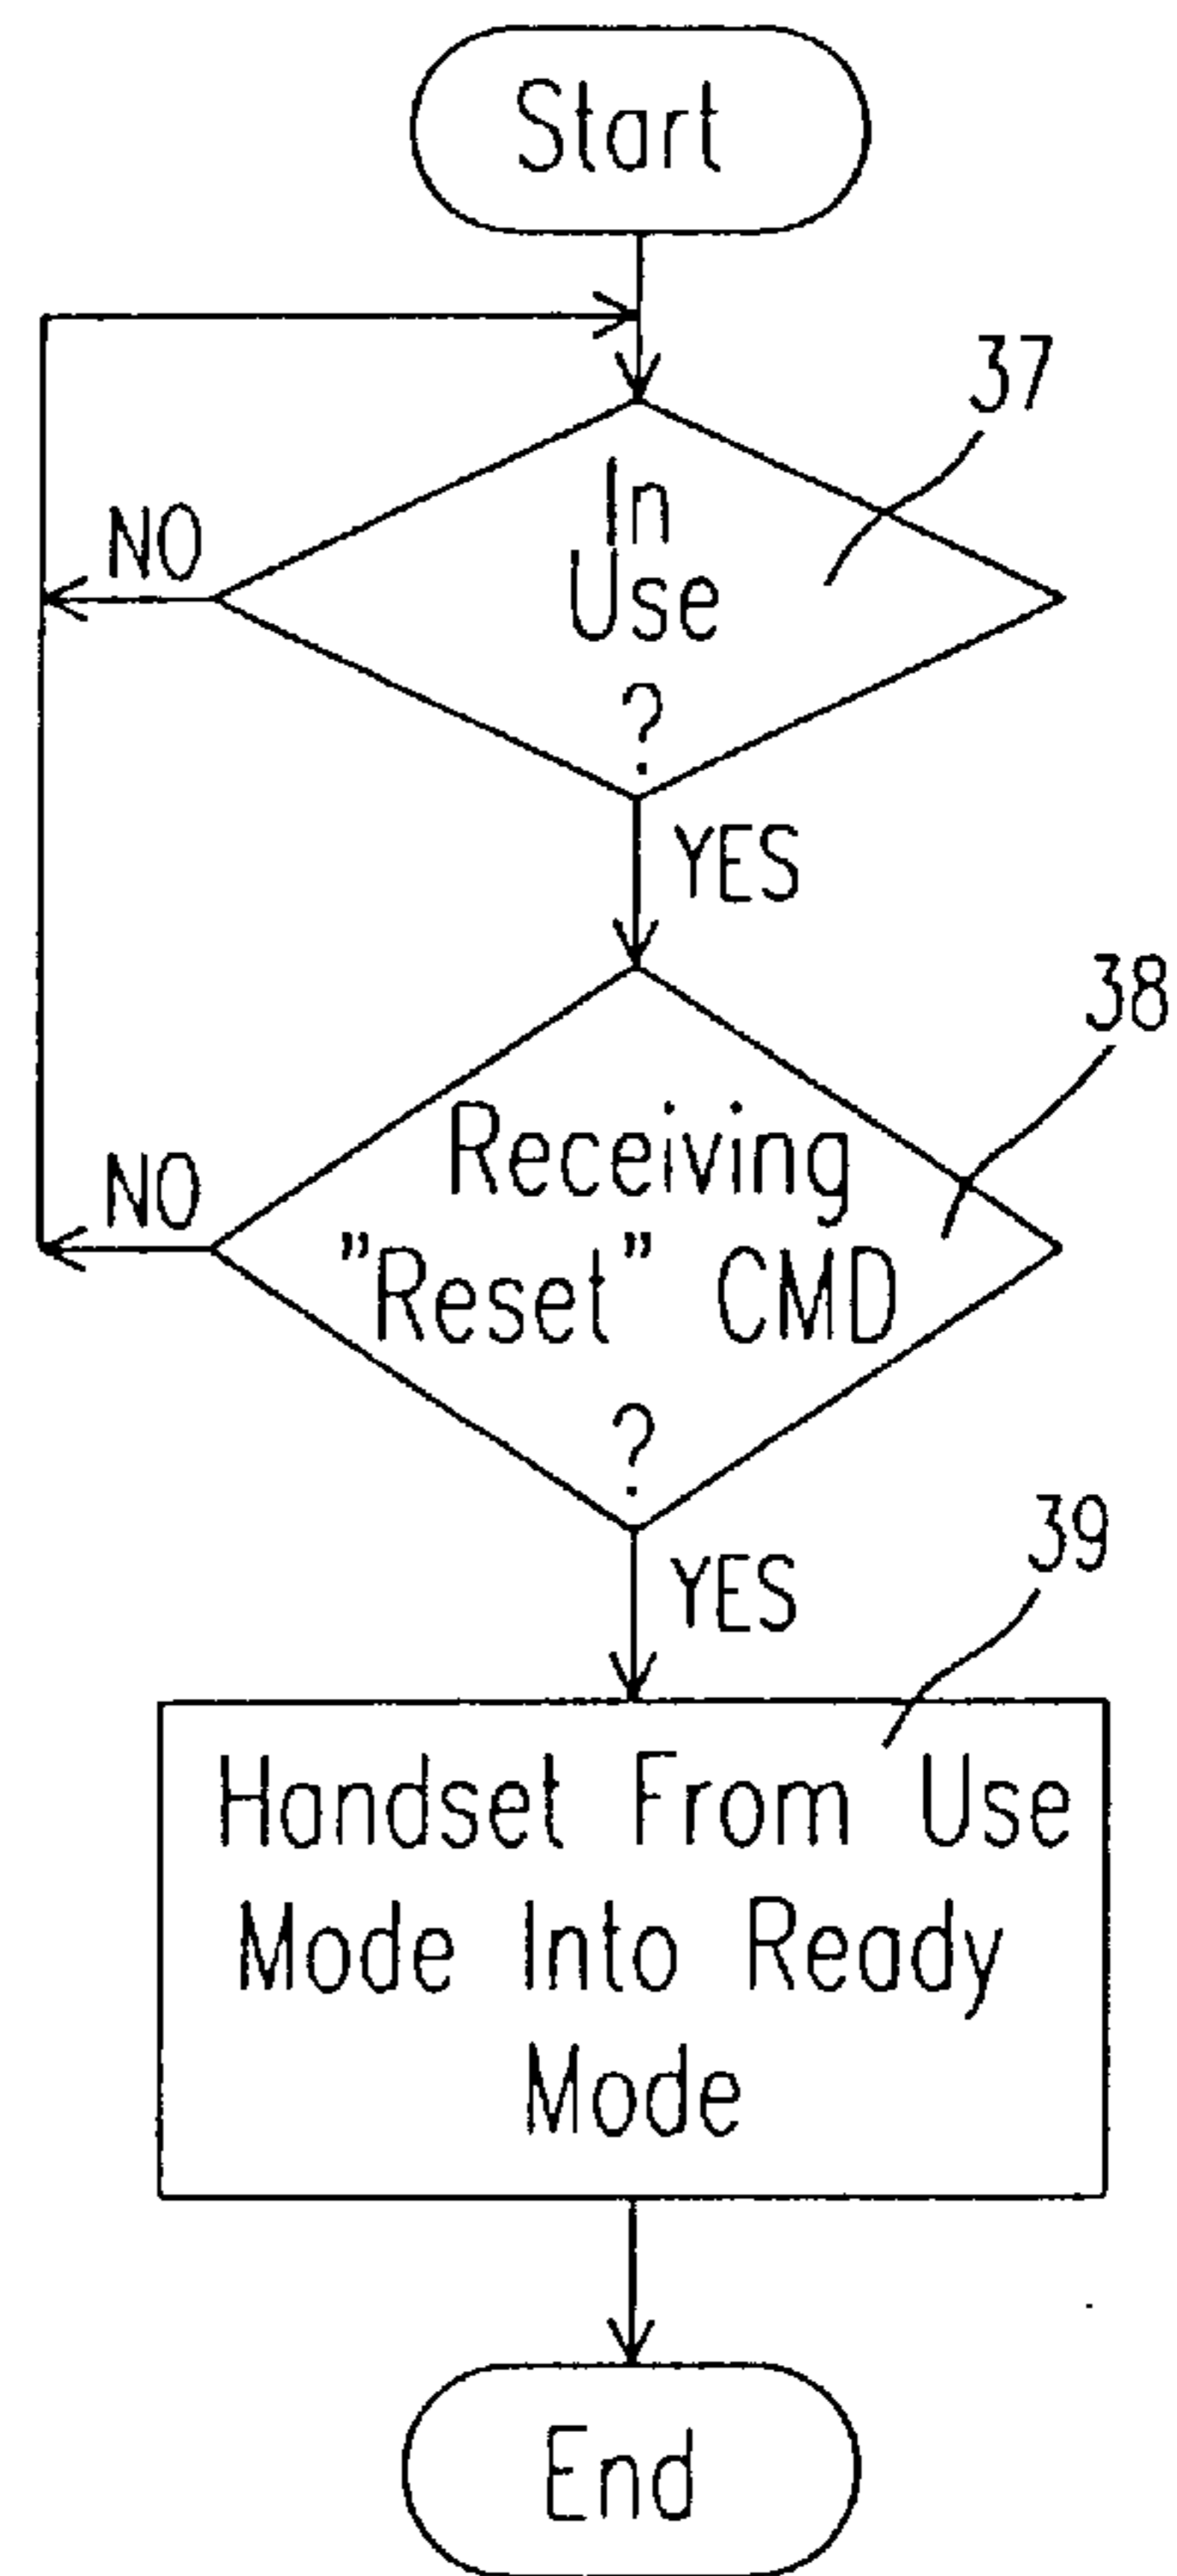 Start
37
In
Use
?
NO
YES
38
Receiving
"Reset" CMD
?
NO
YES
39
Handset From Use
Mode Into Ready
Mode
End